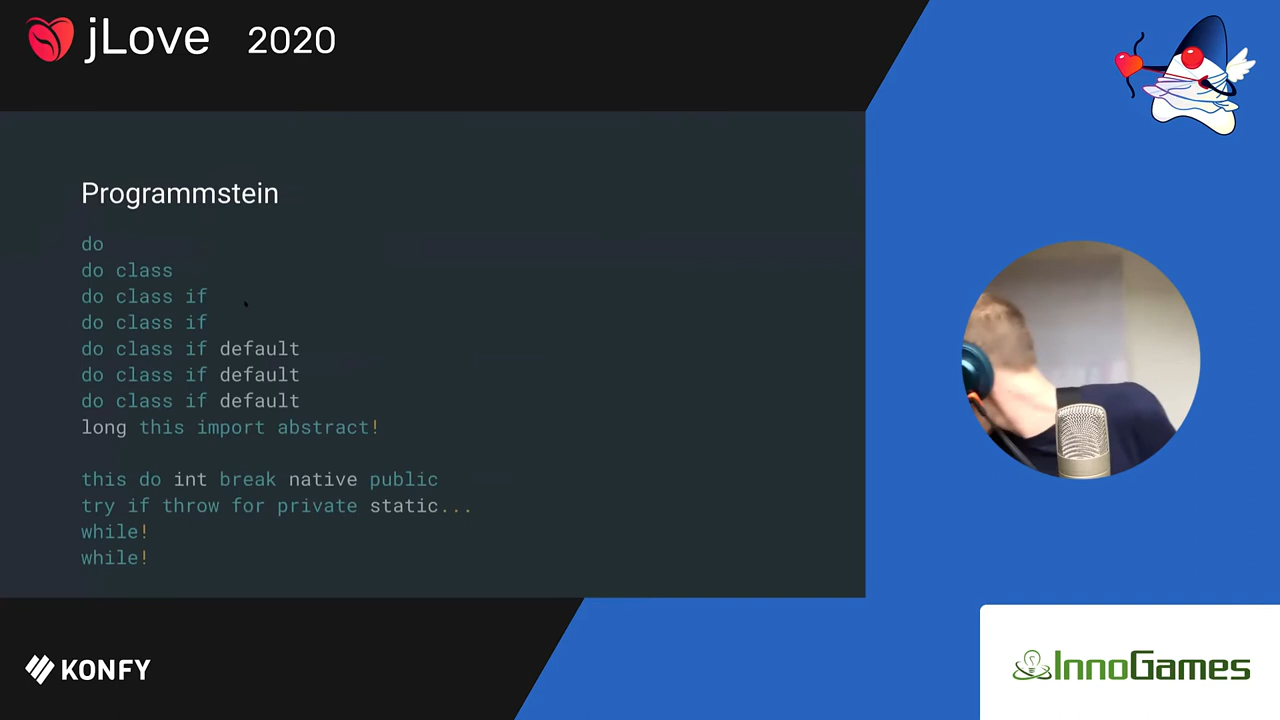 jLove 2020
Programmstein
do
do class
do class if
do class if
do class if default
do class if default
do class if default
long this import abstract!
this do int break native public
try if throw for private static...
while!
while!
KONFY
InnoGames